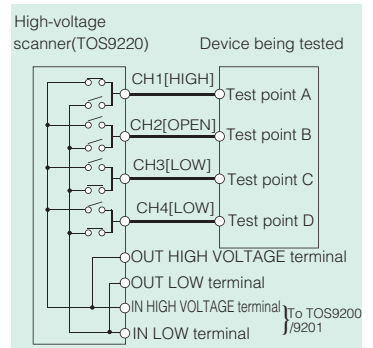 High-voltage
scanner(TOS9220)
Device being tested
CH1[HIGH]
Test point A
CH2[OPEN]
Test point B
CH3[LOW]
Test point C
CH4[LOW]
Test point D
OUT HIGH VOLTAGE terminal
OUT LOW terminal
IN HIGH VOLTAGE terminal
IN LOW terminal
To TOS9200
/9201